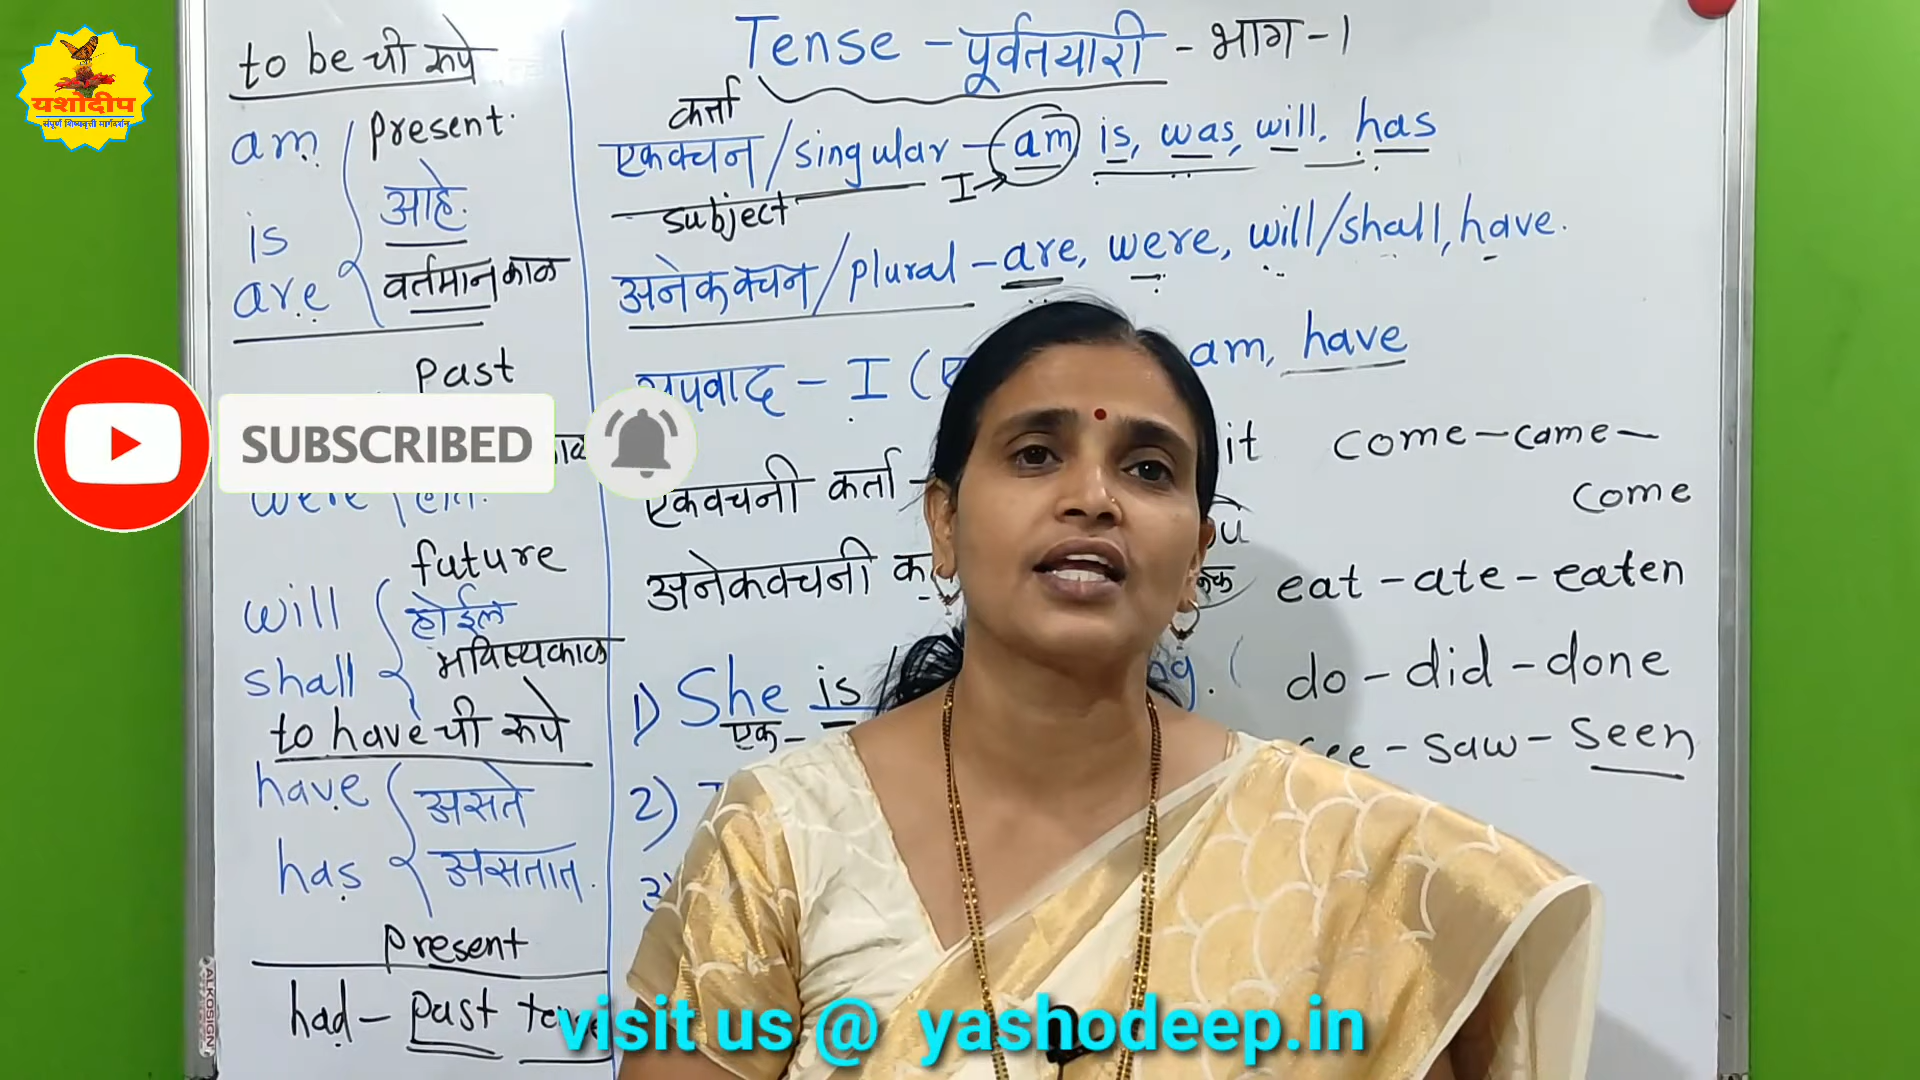 यशोदीप
संपूर्ण शिष्यवृत्ती मार्गदर्शन
to be ची रूपे
am
is
are
present
आहे.
वर्तमानकाळ
past
were
future
will
shall
होईल
भविष्यकाळ
to have ची रूपे
have
has
असते
असतात.
present
had - past
Tense - पूर्वतयारी - भाग - 1
कर्ता
एकवचन / singular - am is, was, will, has
subject
I →
अनेकवचन / plural - are, were, will/shall, have.
- I ( am, have
एकवचनी कर्ता - it
अनेकवचनी
1) She is
एक -
2)
come - came -
come
eat - ate - eaten
do - did - done
- saw - seen
SUBSCRIBED
visit us @ yashodeep.in
ALKOSIGN